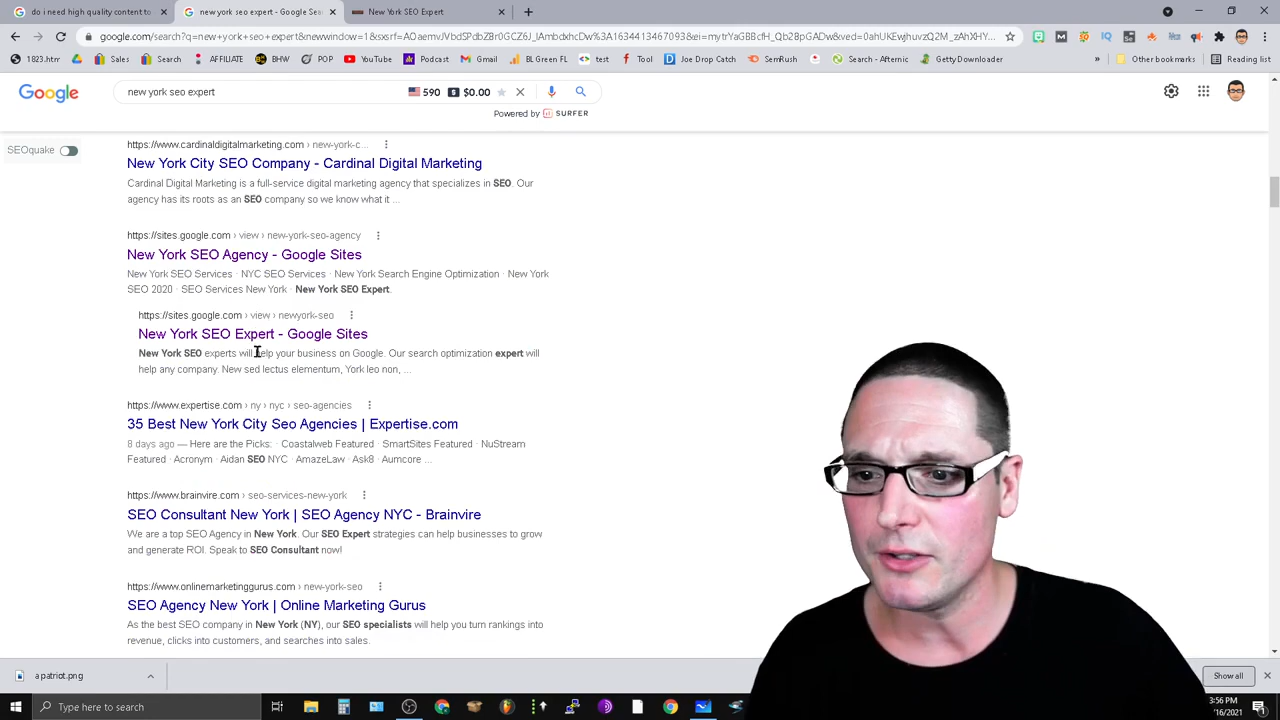 do i need high quality content to
new york seo expert - Google Sea
New York SEO Expert
google.com/search?q=new+york+seo+expert&newwindow=1&sxsrf=
1823.htm
Sales
Search
AFFILIATE
BHW
POP
YouTube
Podcast
Gmail
BL Green FL
test
Tool
Joe Drop Catch
SemRush
Search - Afternic
GettyDownloader
»
Other bookmarks
Reading list
Google
new york seo expert
590
$0.00
Powered by SURFER
SEOquake
https://www.cardinaldigitalmarketing.com › new-york-c...
New York City SEO Company - Cardinal Digital Marketing
Cardinal Digital Marketing is a full-service digital marketing agency that specializes in SEO. Our
agency has its roots as an SEO company so we know what it ...
https://sites.google.com › view › new-york-seo-agency
New York SEO Agency - Google Sites
New York SEO Services · NYC SEO Services · New York Search Engine Optimization · New York
SEO 2020 · SEO Services New York · New York SEO Expert.
https://sites.google.com › view › newyork-seo
New York SEO Expert - Google Sites
New York SEO experts will help your business on Google. Our search optimization expert will
help any company. New sed lectus elementum, York leo non, ...
https://www.expertise.com › ny › nyc › seo-agencies
35 Best New York City Seo Agencies | Expertise.com
8 days ago — Here are the Picks: · Coastalweb Featured · SmartSites Featured · NuStream
Featured · Acronym · Aidan SEO NYC · AmazeLaw · Ask8 · Aumcore ...
https://www.brainvire.com › seo-services-new-york
SEO Consultant New York | SEO Agency NYC - Brainvire
We are a top SEO Agency in New York. Our SEO Expert strategies can help businesses to grow
and generate ROI. Speak to SEO Consultant now!
https://www.onlinemarketinggurus.com › new-york-seo
SEO Agency New York | Online Marketing Gurus
As the best SEO company in New York (NY), our SEO specialists will help you turn rankings into
revenue, clicks into customers, and searches into sales.
a patriot.png
Show all
Type here to search
3:56 PM
/16/2021